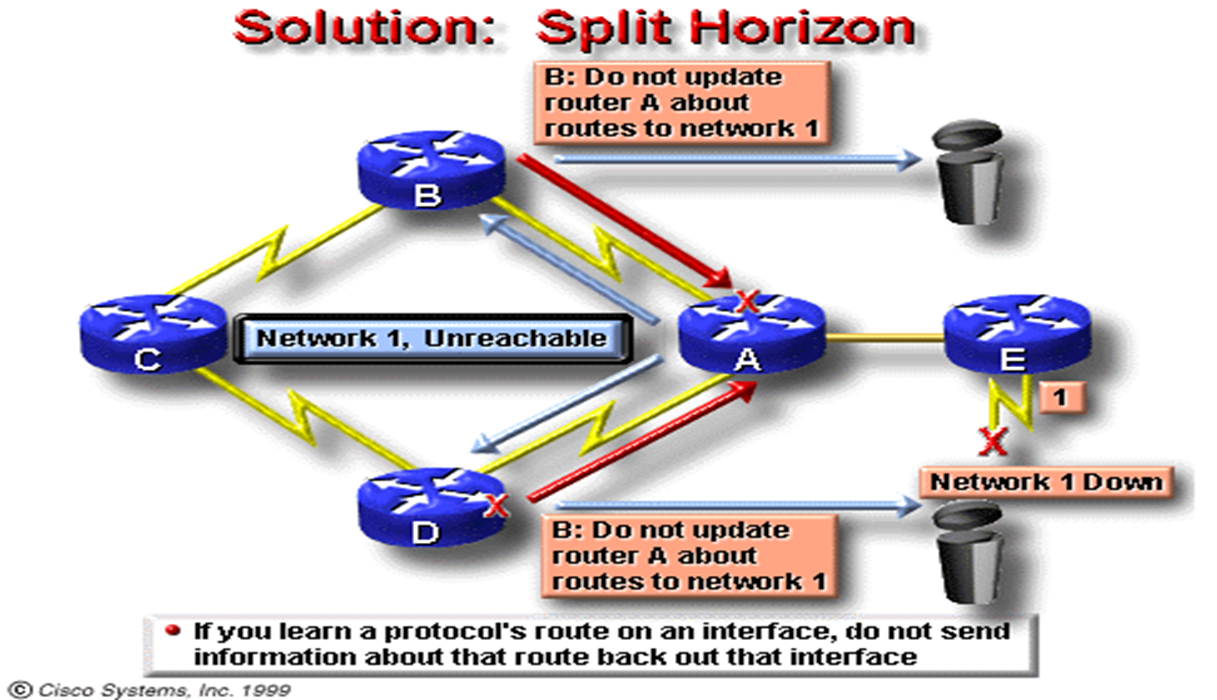 Solution: Split Horizon
B: Do not update
router A about
routes to network 1
B
C
Network 1, Unreachable
A
E
1
X
X
Network 1 Down
D
X
B: Do not update
router A about
routes to network 1
If you learn a protocol's route on an interface, do not send
information about that route back out that interface
© Cisco Systems, Inc. 1999